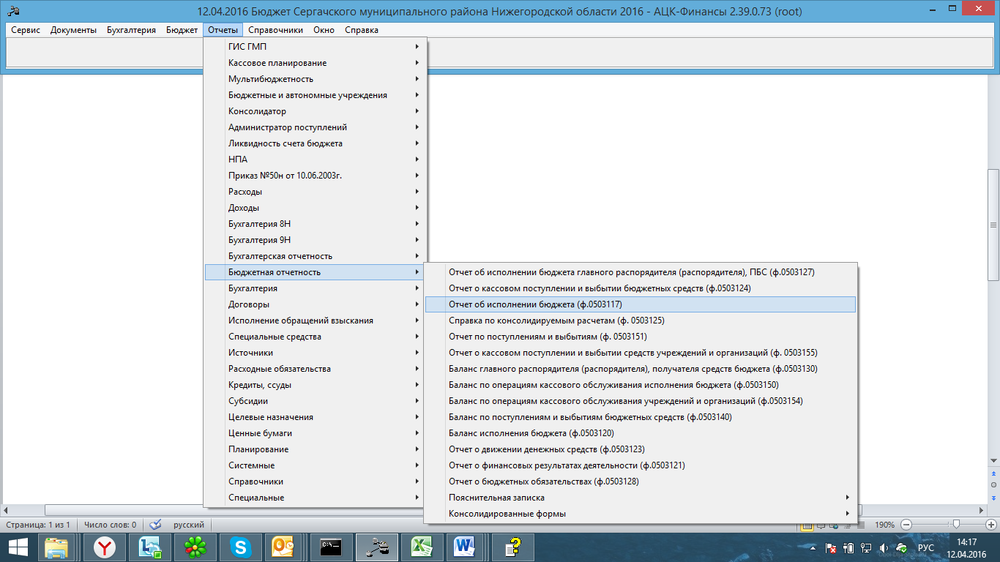 12.04.2016 Бюджет Сергачского муниципального района Нижегородской области 2016 - АЦК-Финансы 2.39.0.73 (root)
Сервис Документы Бухгалтерия Бюджет Отчеты Справочники Окно Справка
ГИС ГМП
Кассовое планирование
Мультибюджетность
Бюджетные и автономные учреждения
Консолидатор
Администратор поступлений
Ликвидность счета бюджета
НПА
Приказ №50н от 10.06.2003г.
Расходы
Доходы
Бухгалтерия 8Н
Бухгалтерия 9Н
Бухгалтерская отчетность
Бюджетная отчетность
Бухгалтерия
Договоры
Исполнение обращений взыскания
Специальные средства
Источники
Расходные обязательства
Кредиты, ссуды
Субсидии
Целевые назначения
Ценные бумаги
Планирование
Системные
Справочники
Специальные
Отчет об исполнении бюджета главного распорядителя (распорядителя), ПБС (ф.0503127)
Отчет о кассовом поступлении и выбытии бюджетных средств (ф.0503124)
Отчет об исполнении бюджета (ф.0503117)
Справка по консолидируемым расчетам (ф. 0503125)
Отчет по поступлениям и выбытиям (ф. 0503151)
Отчет о кассовом поступлении и выбытии средств учреждений и организаций (ф. 0503155)
Баланс главного распорядителя (распорядителя), получателя средств бюджета (ф.0503130)
Баланс по операциям кассового обслуживания исполнения бюджета (ф.0503150)
Баланс по операциям кассового обслуживания учреждений и организаций (ф.0503154)
Баланс по поступлениям и выбытиям бюджетных средств (ф.0503140)
Баланс исполнения бюджета (ф.0503120)
Отчет о движении денежных средств (ф.0503123)
Отчет о финансовых результатах деятельности (ф.0503121)
Отчет о бюджетных обязательствах (ф.0503128)
Пояснительная записка
Консолидированные формы
Страница: 1 из 1 Число слов: 0 русский 190%
РУС 14:17
12.04.2016